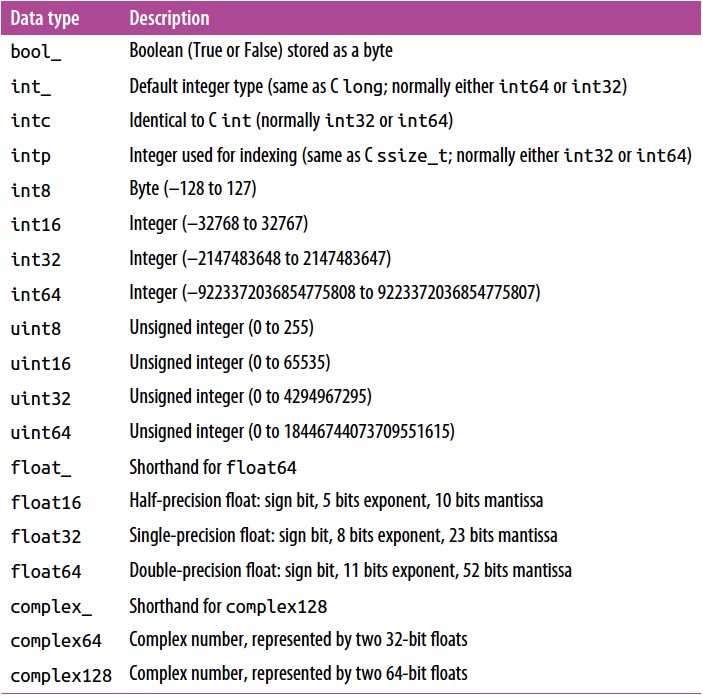 Data type Description
bool_ Boolean (True or False) stored as a byte
int_ Default integer type (same as C long; normally either int64 or int32)
intc Identical to C int (normally int32 or int64)
intp Integer used for indexing (same as C ssize_t; normally either int32 or int64)
int8 Byte (–128 to 127)
int16 Integer (–32768 to 32767)
int32 Integer (–2147483648 to 2147483647)
int64 Integer (–9223372036854775808 to 9223372036854775807)
uint8 Unsigned integer (0 to 255)
uint16 Unsigned integer (0 to 65535)
uint32 Unsigned integer (0 to 4294967295)
uint64 Unsigned integer (0 to 18446744073709551615)
float_ Shorthand for float64
float16 Half-precision float: sign bit, 5 bits exponent, 10 bits mantissa
float32 Single-precision float: sign bit, 8 bits exponent, 23 bits mantissa
float64 Double-precision float: sign bit, 11 bits exponent, 52 bits mantissa
complex_ Shorthand for complex128
complex64 Complex number, represented by two 32-bit floats
complex128 Complex number, represented by two 64-bit floats